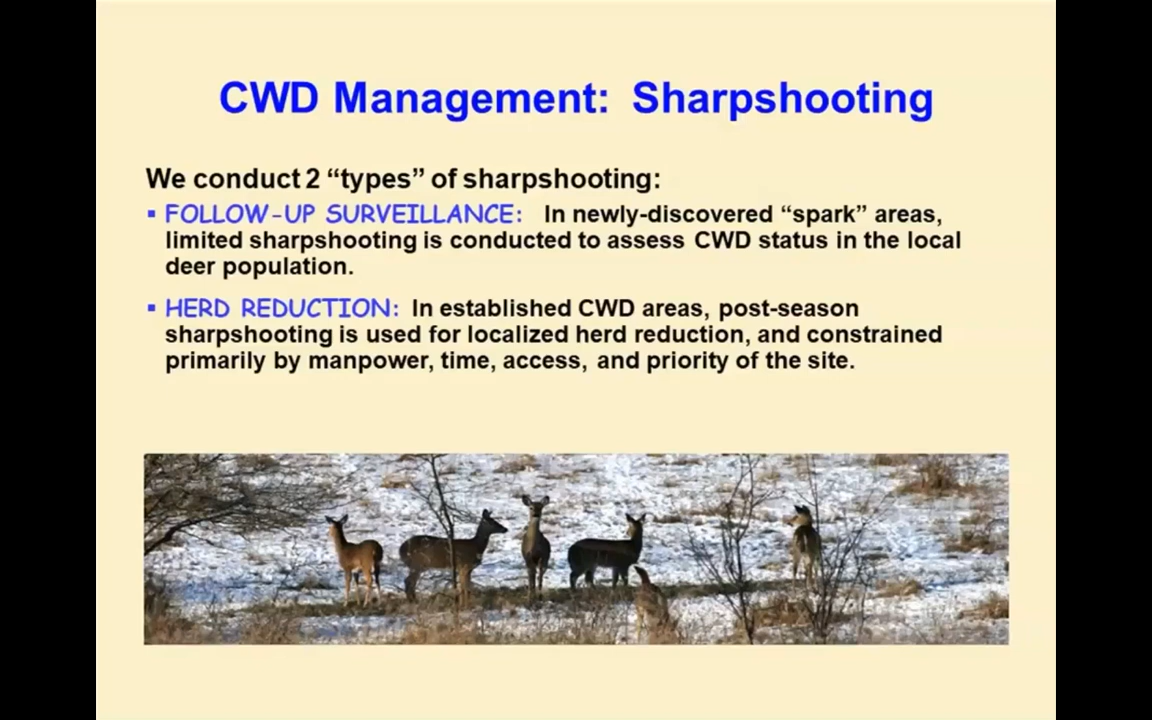 CWD Management: Sharpshooting
We conduct 2 “types” of sharpshooting:
▪ FOLLOW-UP SURVEILLANCE: In newly-discovered “spark” areas,
limited sharpshooting is conducted to assess CWD status in the local
deer population.
▪ HERD REDUCTION: In established CWD areas, post-season
sharpshooting is used for localized herd reduction, and constrained
primarily by manpower, time, access, and priority of the site.